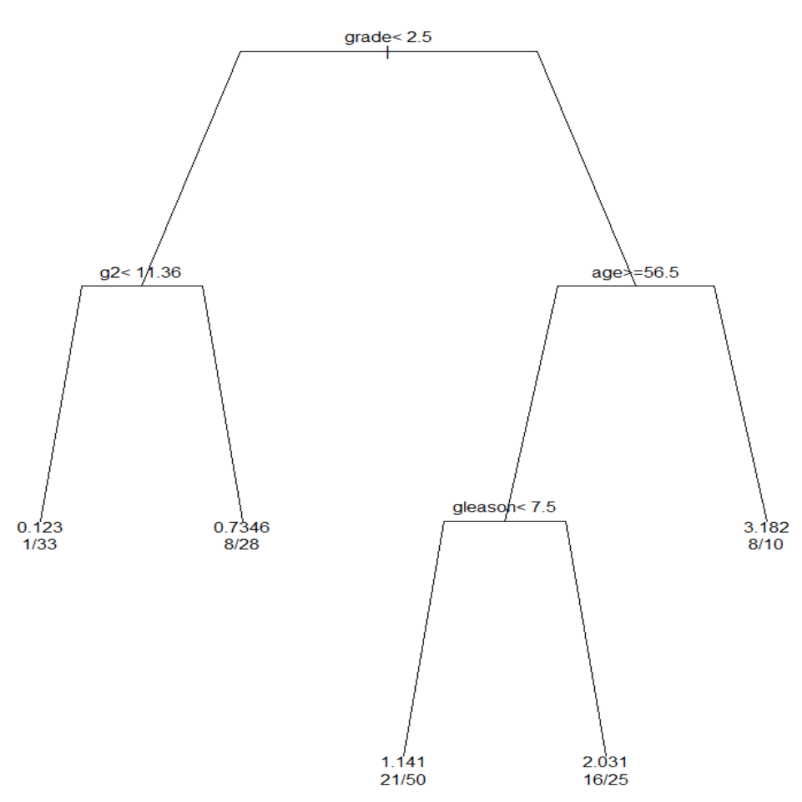 grade< 2.5
g2< 11.36
age>=56.5
gleason< 7.5
0.123
1/33
0.7346
8/28
3.182
8/10
1.141
21/50
2.031
16/25